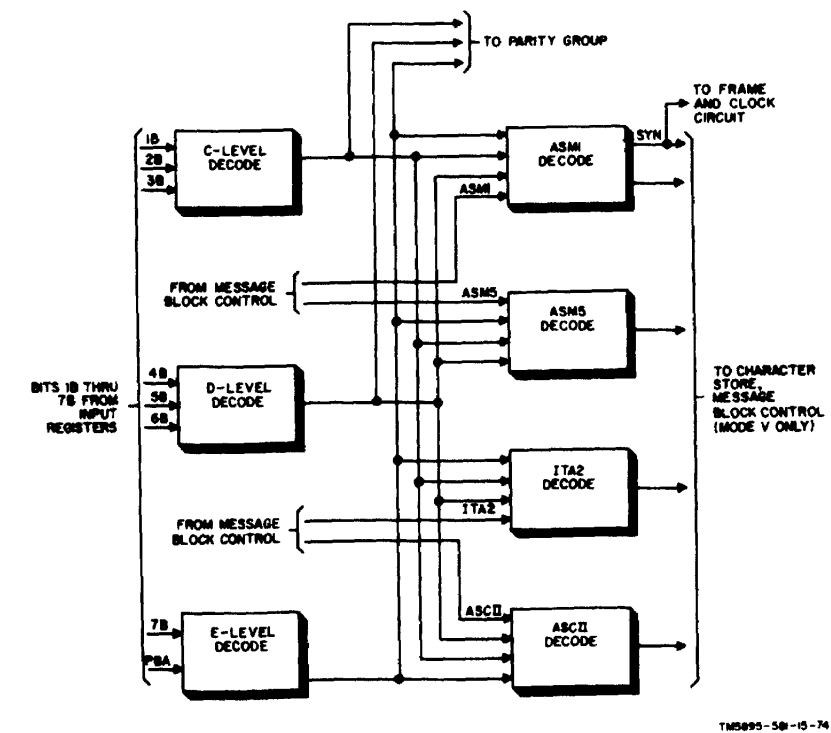 TO PARITY GROUP
TO FRAME
AND CLOCK
CIRCUIT
1B
2B
3B
C-LEVEL
DECODE
ASM1
ASM1
DECODE
SYN
FROM MESSAGE
BLOCK CONTROL
ASM5
ASM5
DECODE
BITS 1B THRU
7B FROM
INPUT
REGISTERS
4B
5B
6B
D-LEVEL
DECODE
TO CHARACTER
STORE,
MESSAGE
BLOCK CONTROL
(MODE V ONLY)
ITA2
DECODE
ITA2
FROM MESSAGE
BLOCK CONTROL
7B
PBA
E-LEVEL
DECODE
ASCII
ASCII
DECODE
TM5895-581-15-74